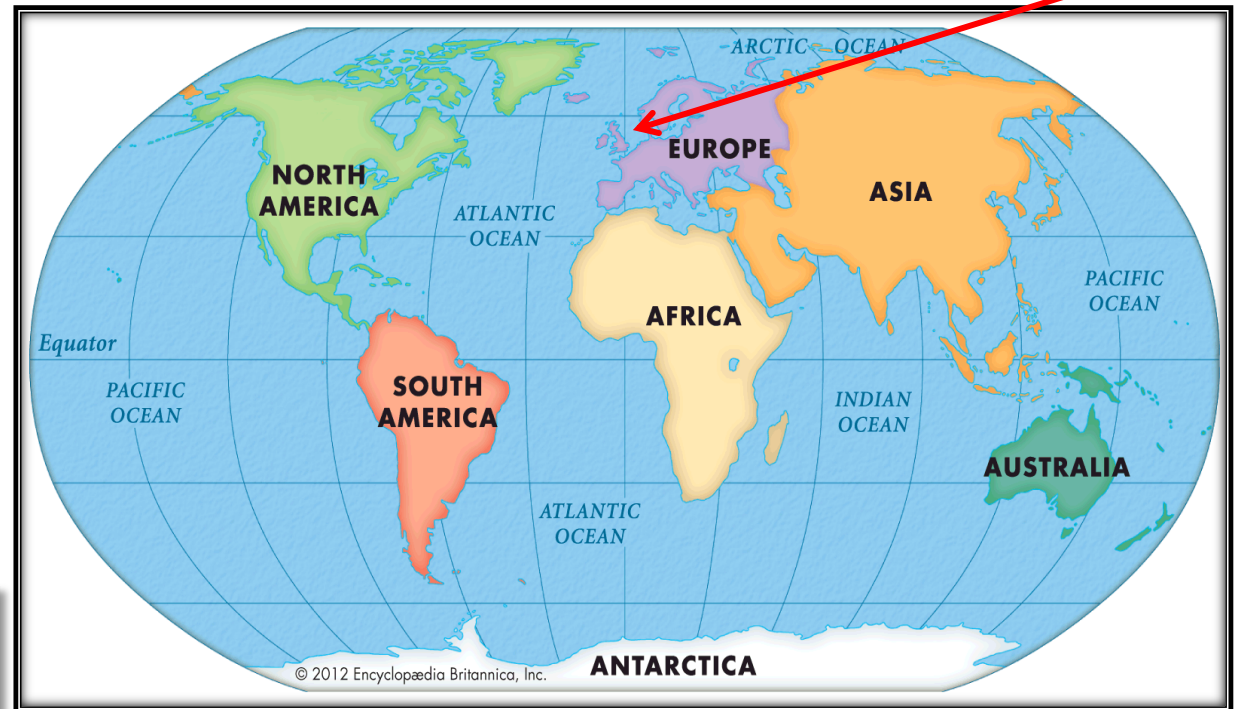 ARCTIC OCEAN
EUROPE
NORTH
AMERICA
ASIA
ATLANTIC
OCEAN
PACIFIC
OCEAN
AFRICA
Equator
PACIFIC
OCEAN
SOUTH
AMERICA
INDIAN
OCEAN
AUSTRALIA
ATLANTIC
OCEAN
ANTARCTICA
© 2012 Encyclopædia Britannica, Inc.